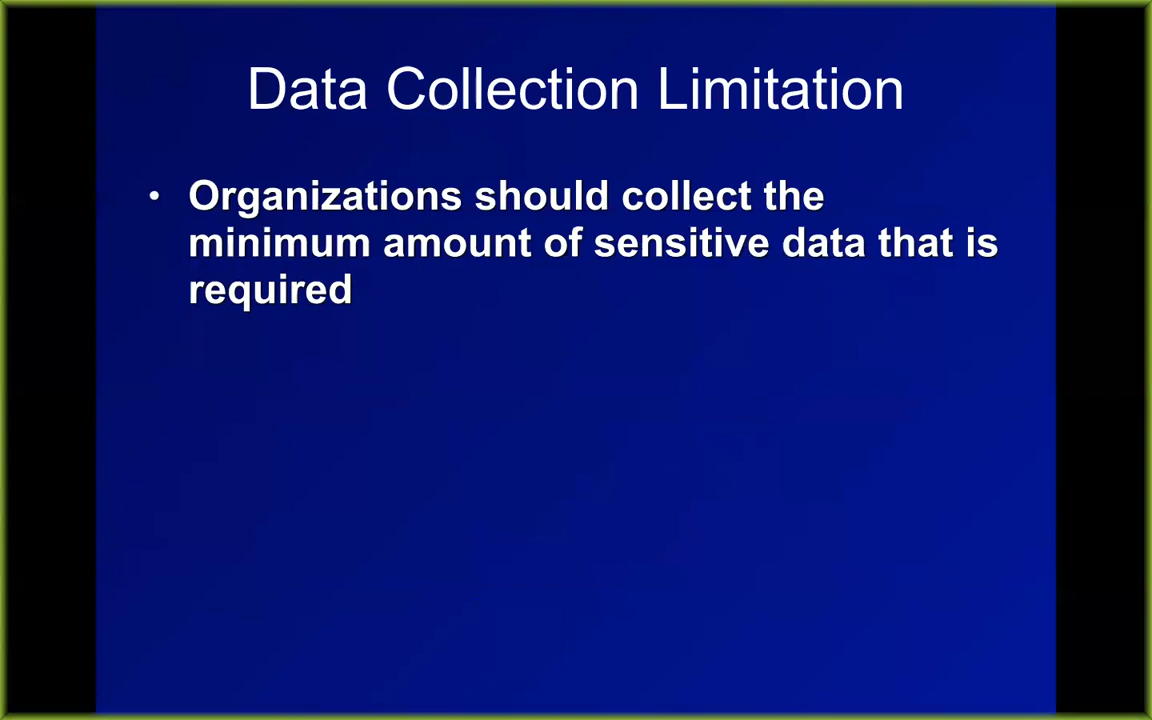 Data Collection Limitation
• Organizations should collect the
minimum amount of sensitive data that is
required